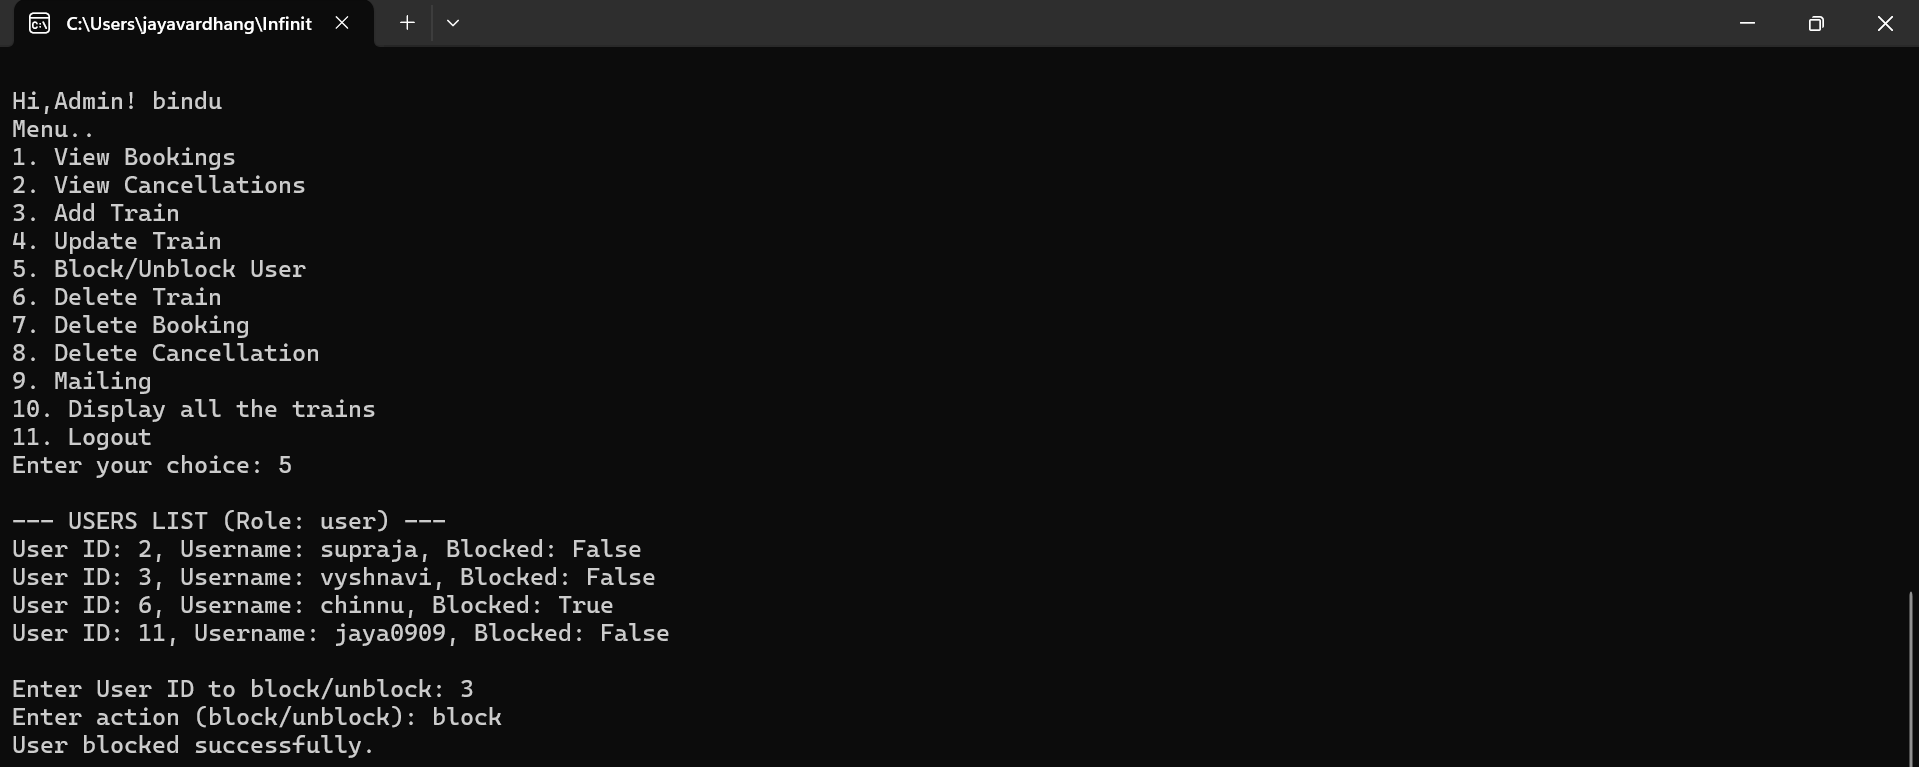 C:\Users\jayavardhang\Infinit
Hi,Admin! bindu
Menu..
1. View Bookings
2. View Cancellations
3. Add Train
4. Update Train
5. Block/Unblock User
6. Delete Train
7. Delete Booking
8. Delete Cancellation
9. Mailing
10. Display all the trains
11. Logout
Enter your choice: 5
--- USERS LIST (Role: user) ---
User ID: 2, Username: supraja, Blocked: False
User ID: 3, Username: vyshnavi, Blocked: False
User ID: 6, Username: chinnu, Blocked: True
User ID: 11, Username: jaya0909, Blocked: False
Enter User ID to block/unblock: 3
Enter action (block/unblock): block
User blocked successfully.